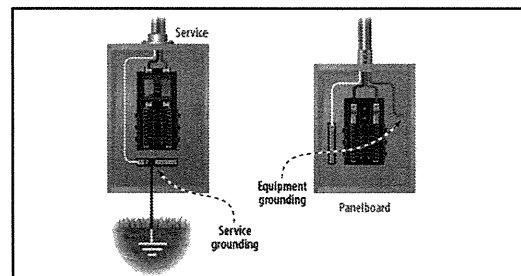 Service
Equipment
grounding
Panelboard
Service
grounding